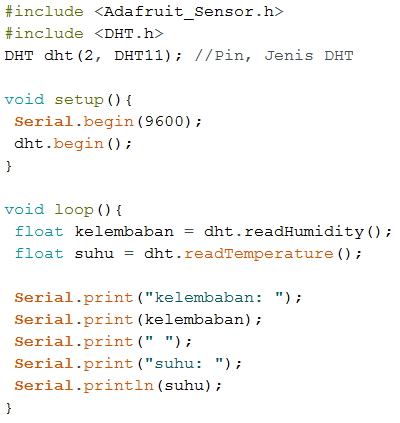 #include <Adafruit_Sensor.h>
#include <DHT.h>
DHT dht(2, DHT11); //Pin, Jenis DHT
void setup(){
Serial.begin(9600);
dht.begin();
}
void loop(){
float kelembaban = dht.readHumidity();
float suhu = dht.readTemperature();
Serial.print("kelembaban: ");
Serial.print(kelembaban);
Serial.print(" ");
Serial.print("suhu: ");
Serial.println(suhu);
}